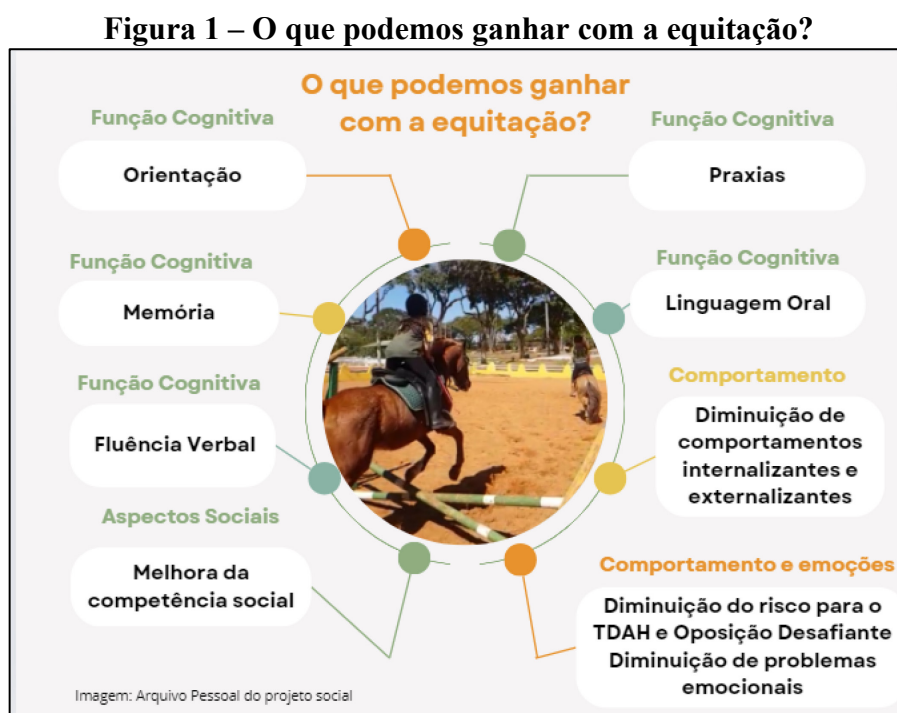 Figura 1 – O que podemos ganhar com a equitação?
O que podemos ganhar
com a equitação?
Função Cognitiva
Orientação
Função Cognitiva
Memória
Função Cognitiva
Fluência Verbal
Aspectos Sociais
Melhora da
competência social
Função Cognitiva
Praxias
Função Cognitiva
Linguagem Oral
Comportamento
Diminuição de
comportamentos
internalizantes e
externalizantes
Comportamento e emoções
Diminuição do risco para o
TDAH e Oposição Desafiante
Diminuição de problemas
emocionais
Imagem: Arquivo Pessoal do projeto social